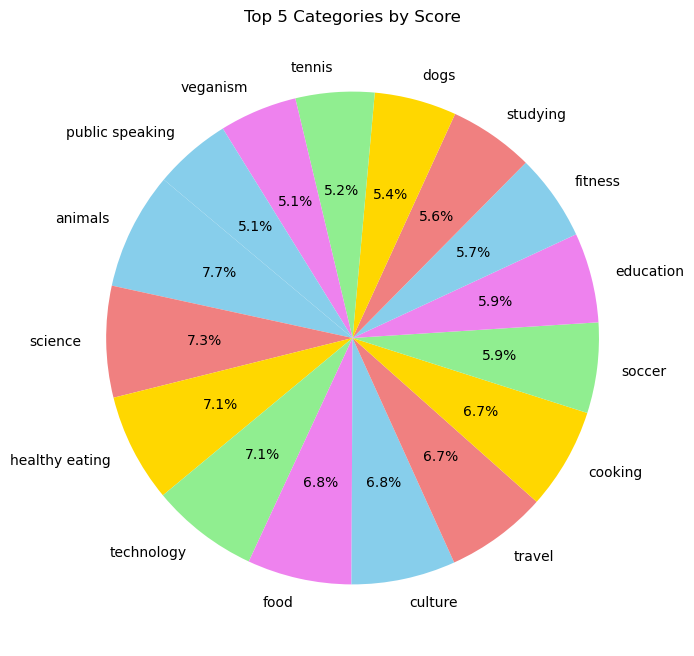 Top 5 Categories by Score
tennis
dogs
veganism
studying
public speaking
fitness
animals
education
science
soccer
healthy eating
cooking
technology
travel
food
culture
5.2%
5.4%
5.1%
5.6%
5.1%
5.7%
7.7%
5.9%
7.3%
5.9%
7.1%
6.7%
7.1%
6.7%
6.8%
6.8%